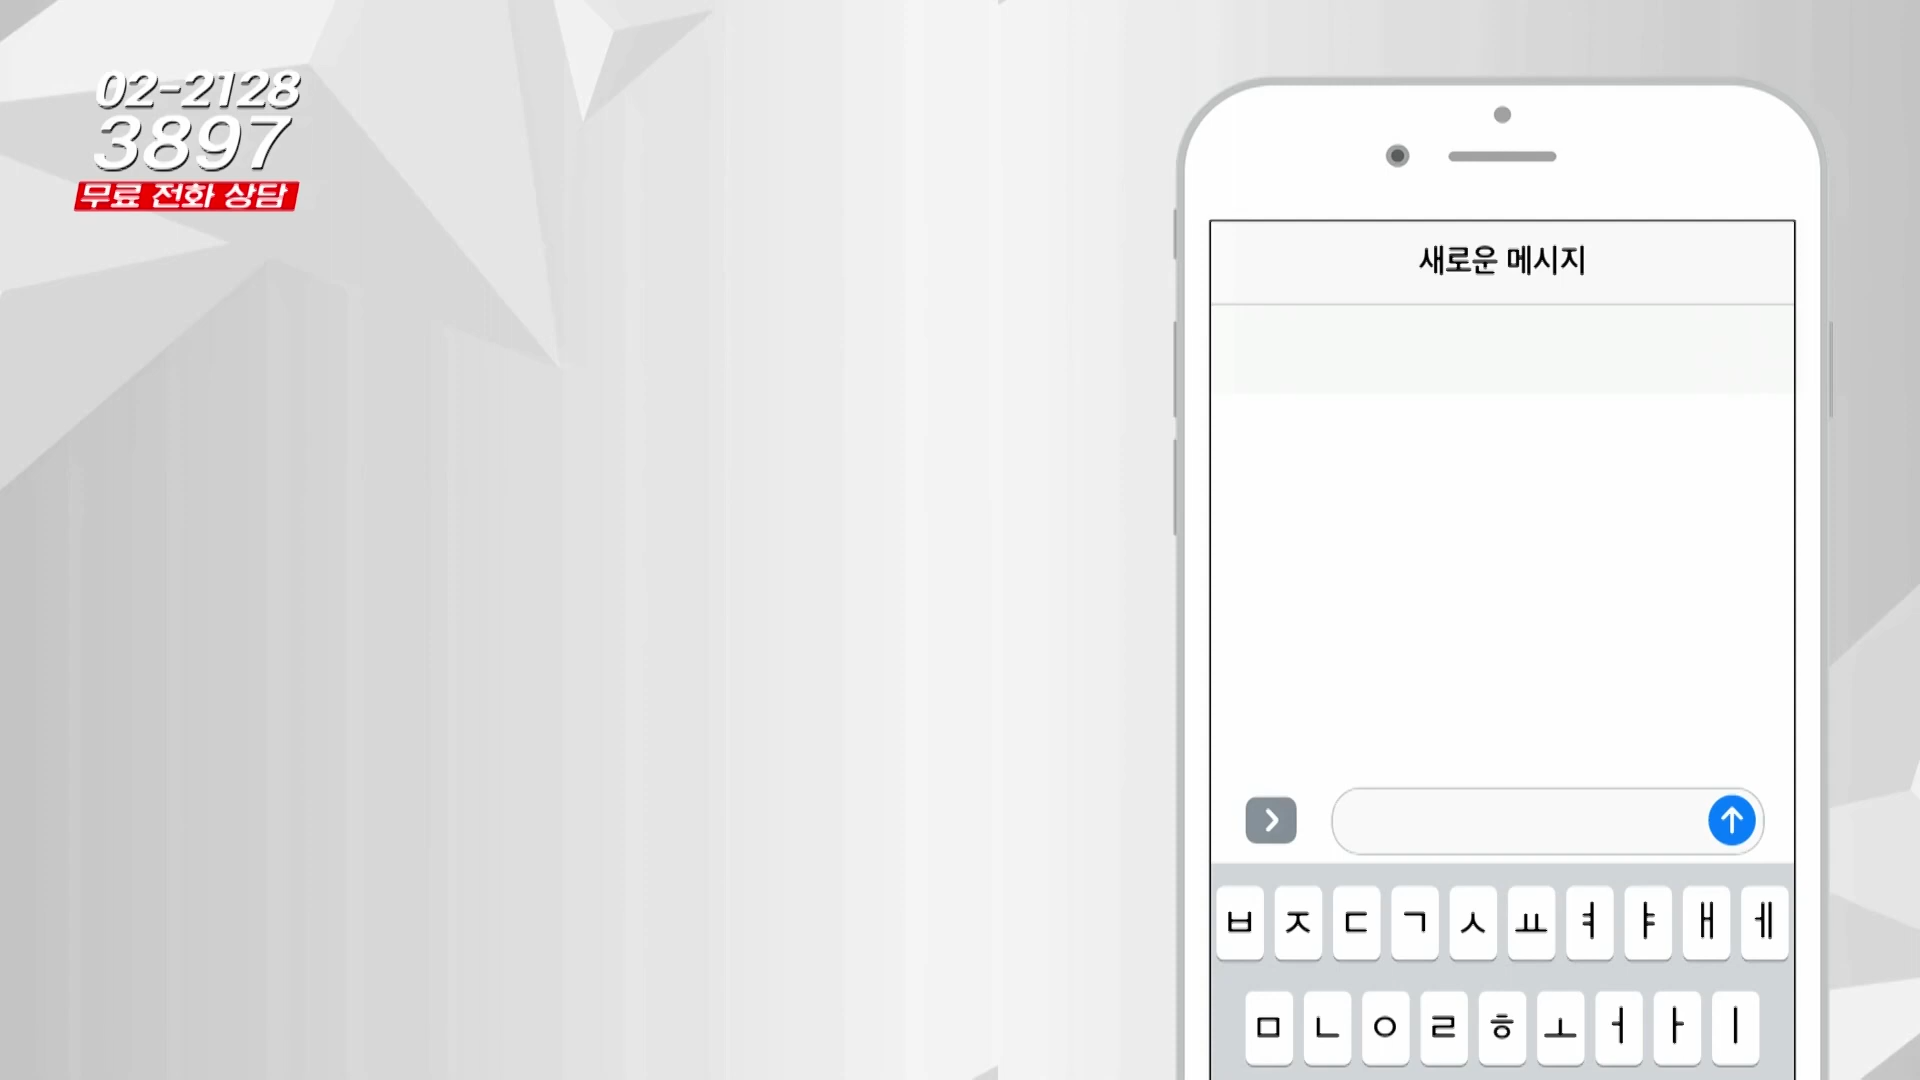 02-2128
3897
무료 전화 상담
새로운 메시지
ㅂ ㅈ ㄷ ㄱ ㅅ ㅛ ㅕ ㅑ ㅐ ㅔ
ㅁ ㄴ ㅇ ㄹ ㅎ ㅗ ㅓ ㅏ ㅣ